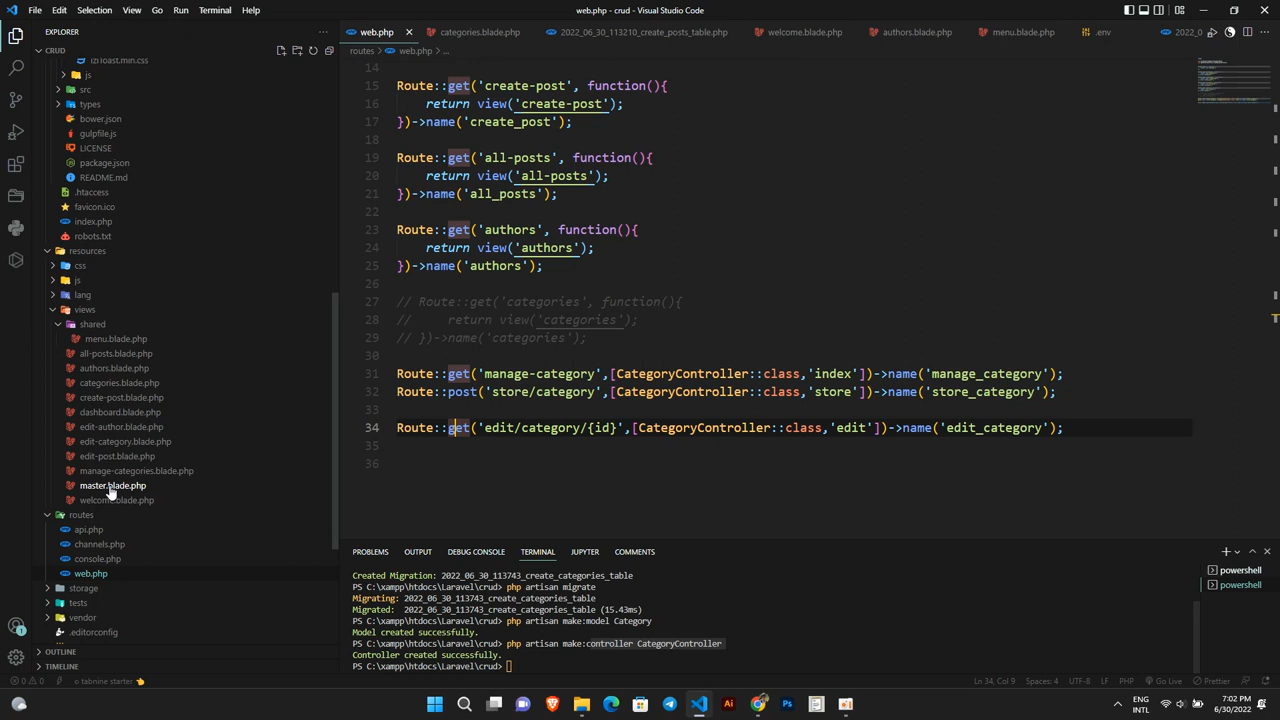 File Edit Selection View Go Run Terminal Help
web.php - crud - Visual Studio Code
EXPLORER
CRUD
iziToast.min.css
js
src
types
bower.json
gulpfile.js
LICENSE
package.json
README.md
.htaccess
favicon.ico
index.php
robots.txt
resources
css
js
lang
views
shared
menu.blade.php
all-posts.blade.php
authors.blade.php
categories.blade.php
create-post.blade.php
dashboard.blade.php
edit-author.blade.php
edit-category.blade.php
edit-post.blade.php
manage-categories.blade.php
master.blade.php
welcome.blade.php
routes
api.php
channels.php
console.php
web.php
storage
tests
vendor
.editorconfig
OUTLINE
TIMELINE
web.php categories.blade.php 2022_06_30_113210_create_posts_table.php welcome.blade.php authors.blade.php menu.blade.php .env 2022_0
routes > web.php > ...
14
15 Route::get('create-post', function(){
16 return view('create-post');
17 })->name('create_post');
18
19 Route::get('all-posts', function(){
20 return view('all-posts');
21 })->name('all_posts');
22
23 Route::get('authors', function(){
24 return view('authors');
25 })->name('authors');
26
27 // Route::get('categories', function(){
28 // return view('categories');
29 // })->name('categories');
30
31 Route::get('manage-category',[CategoryController::class,'index'])->name('manage_category');
32 Route::post('store/category',[CategoryController::class,'store'])->name('store_category');
33
34 Route::get('edit/category/{id}',[CategoryController::class,'edit'])->name('edit_category');
35
36
PROBLEMS OUTPUT DEBUG CONSOLE TERMINAL JUPYTER COMMENTS
Created Migration: 2022_06_30_113743_create_categories_table
PS C:\xampp\htdocs\Laravel\crud> php artisan migrate
Migrating: 2022_06_30_113743_create_categories_table
Migrated: 2022_06_30_113743_create_categories_table (15.43ms)
PS C:\xampp\htdocs\Laravel\crud> php artisan make:model Category
Model created successfully.
PS C:\xampp\htdocs\Laravel\crud> php artisan make:controller CategoryController
Controller created successfully.
PS C:\xampp\htdocs\Laravel\crud>
powershell
powershell
0 0 tabnine starter Ln 34, Col 9 Spaces: 4 UTF-8 LF PHP Go Live Prettier
ENG
INTL
7:02 PM
6/30/2022